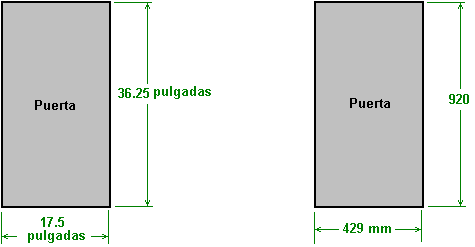 Puerta
36.25 pulgadas
17.5
pulgadas
Puerta
920
429 mm